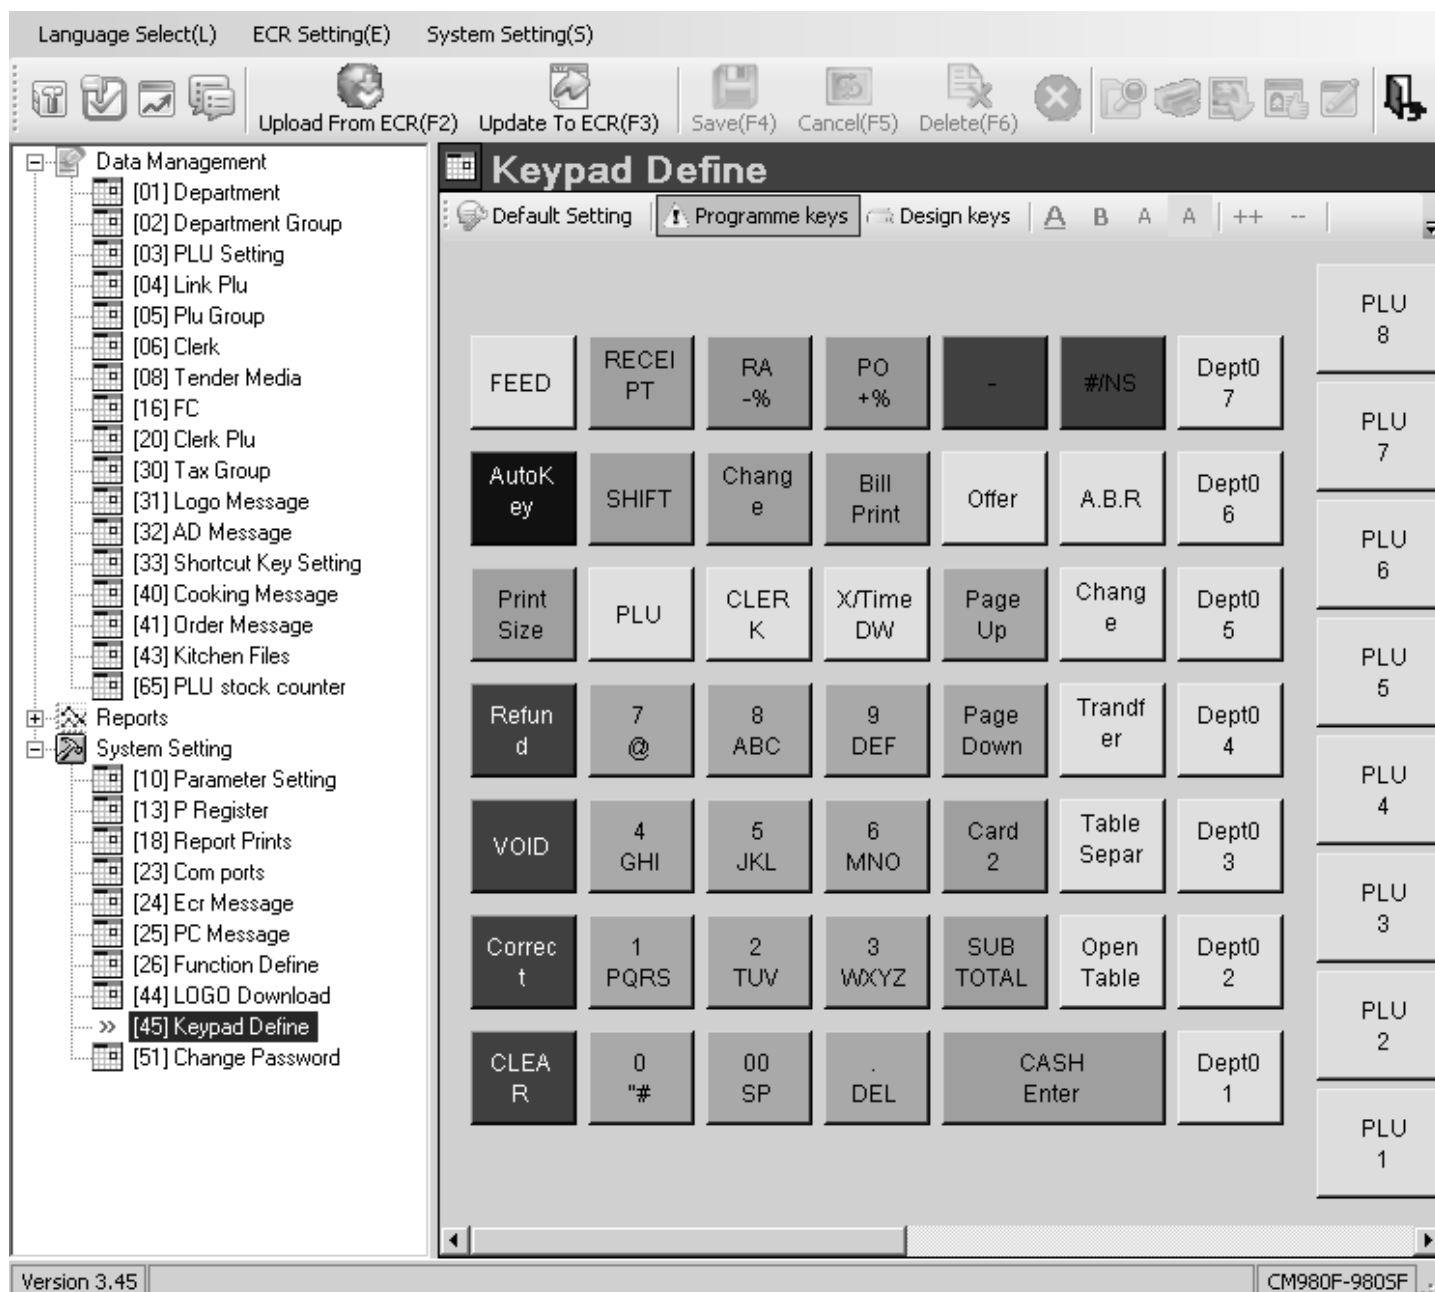 Language Select(L) ECR Setting(E) System Setting(S)
Upload From ECR(F2) Update To ECR(F3) Save(F4) Cancel(F5) Delete(F6)
Data Management
[01] Department
[02] Department Group
[03] PLU Setting
[04] Link Plu
[05] Plu Group
[06] Clerk
[08] Tender Media
[16] FC
[20] Clerk Plu
[30] Tax Group
[31] Logo Message
[32] AD Message
[33] Shortcut Key Setting
[40] Cooking Message
[41] Order Message
[43] Kitchen Files
[65] PLU stock counter
Reports
System Setting
[10] Parameter Setting
[13] P Register
[18] Report Prints
[23] Com ports
[24] Ecr Message
[25] PC Message
[26] Function Define
[44] LOGO Download
» [45] Keypad Define
[51] Change Password
Keypad Define
Default Setting Programme keys Design keys A B A A ++ --
FEED
RECEI
PT
RA
-%
PO
+%
-
#/NS
Dept0
7
AutoK
ey
SHIFT
Chang
e
Bill
Print
Offer
A.B.R
Dept0
6
Print
Size
PLU
CLER
K
X/Time
DW
Page
Up
Chang
e
Dept0
5
Refun
d
7
@
8
ABC
9
DEF
Page
Down
Trandf
er
Dept0
4
VOID
4
GHI
5
JKL
6
MNO
Card
2
Table
Separ
Dept0
3
Correc
t
1
PQRS
2
TUV
3
WXYZ
SUB
TOTAL
Open
Table
Dept0
2
CLEA
R
0
"#
00
SP
.
DEL
CASH
Enter
Dept0
1
PLU
8
PLU
7
PLU
6
PLU
5
PLU
4
PLU
3
PLU
2
PLU
1
Version 3.45
CM980F-980SF